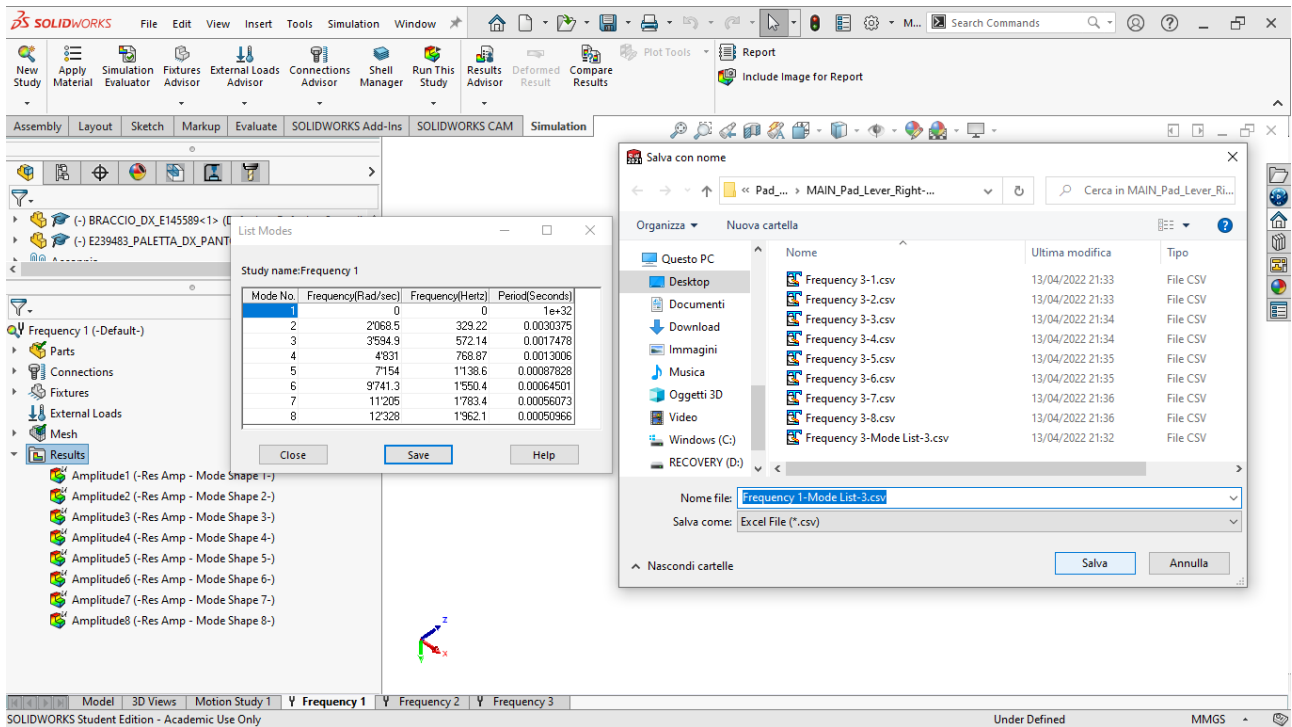 SOLIDWORKS File Edit View Insert Tools Simulation Window M... Search Commands
New Study Apply Material Simulation Evaluator Fixtures Advisor External Loads Advisor Connections Advisor Shell Manager Run This Study Results Advisor Deformed Result Compare Results Plot Tools Report
Include Image for Report
Assembly Layout Sketch Markup Evaluate SOLIDWORKS Add-Ins SOLIDWORKS CAM Simulation
(-) BRACCIO_DX_E145589<1>
(-) E239483_PALETTA_DX_PANT
Frequency 1 (-Default-)
Parts
Connections
Fixtures
External Loads
Mesh
Results
Amplitude1 (-Res Amp - Mode Shape 1-)
Amplitude2 (-Res Amp - Mode Shape 2-)
Amplitude3 (-Res Amp - Mode Shape 3-)
Amplitude4 (-Res Amp - Mode Shape 4-)
Amplitude5 (-Res Amp - Mode Shape 5-)
Amplitude6 (-Res Amp - Mode Shape 6-)
Amplitude7 (-Res Amp - Mode Shape 7-)
Amplitude8 (-Res Amp - Mode Shape 8-)
List Modes
Study name:Frequency 1
Mode No. Frequency(Rad/sec) Frequency(Hertz) Period(Seconds)
1 0 0 1e+32
2 2'068.5 329.22 0.0030375
3 3'594.9 572.14 0.0017478
4 4'831 768.87 0.0013006
5 7'154 1'138.6 0.00087828
6 9'741.3 1'550.4 0.00064501
7 11'205 1'783.4 0.00056073
8 12'328 1'962.1 0.00050966
Close Save Help
Salva con nome
« Pad_... › MAIN_Pad_Lever_Right-... Cerca in MAIN_Pad_Lever_Ri...
Organizza Nuova cartella
Questo PC
Desktop
Documenti
Download
Immagini
Musica
Oggetti 3D
Video
Windows (C:)
RECOVERY (D:)
Nome Ultima modifica Tipo
Frequency 3-1.csv 13/04/2022 21:33 File CSV
Frequency 3-2.csv 13/04/2022 21:33 File CSV
Frequency 3-3.csv 13/04/2022 21:34 File CSV
Frequency 3-4.csv 13/04/2022 21:34 File CSV
Frequency 3-5.csv 13/04/2022 21:35 File CSV
Frequency 3-6.csv 13/04/2022 21:35 File CSV
Frequency 3-7.csv 13/04/2022 21:36 File CSV
Frequency 3-8.csv 13/04/2022 21:36 File CSV
Frequency 3-Mode List-3.csv 13/04/2022 21:32 File CSV
Nome file: Frequency 1-Mode List-3.csv
Salva come: Excel File (*.csv)
Nascondi cartelle Salva Annulla
z
x
Model 3D Views Motion Study 1 Frequency 1 Frequency 2 Frequency 3
SOLIDWORKS Student Edition - Academic Use Only Under Defined MMGS